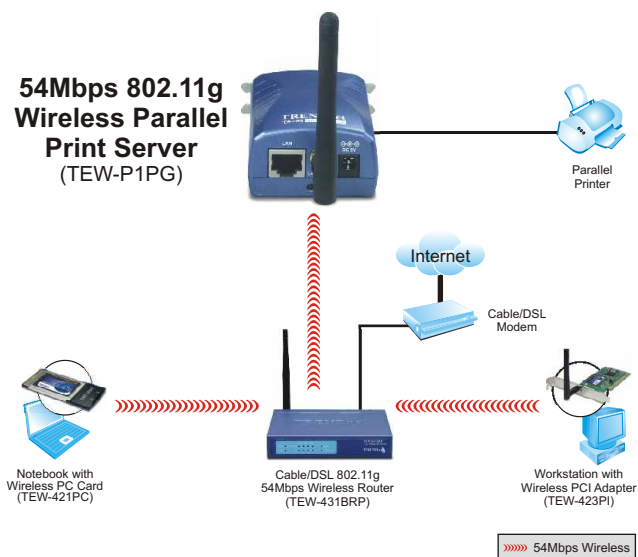 54Mbps 802.11g
Wireless Parallel
Print Server
(TEW-P1PG)
LAN
DC 5V
Parallel
Printer
Internet
Cable/DSL
Modem
Notebook with
Wireless PC Card
(TEW-421PC)
Cable/DSL 802.11g
54Mbps Wireless Router
(TEW-431BRP)
Workstation with
Wireless PCI Adapter
(TEW-423PI)
54Mbps Wireless